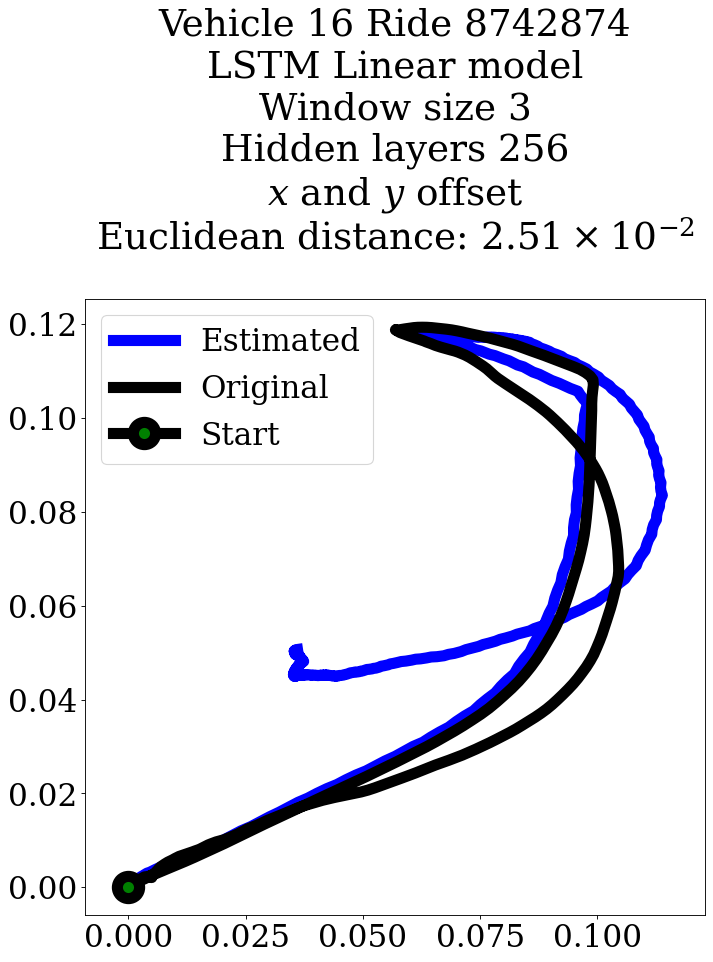 Vehicle 16 Ride 8742874
LSTM Linear model
Window size 3
Hidden layers 256
x and y offset
Euclidean distance: 2.51 × 10⁻²
Estimated
Original
Start
0.12
0.10
0.08
0.06
0.04
0.02
0.00
0.000 0.025 0.050 0.075 0.100